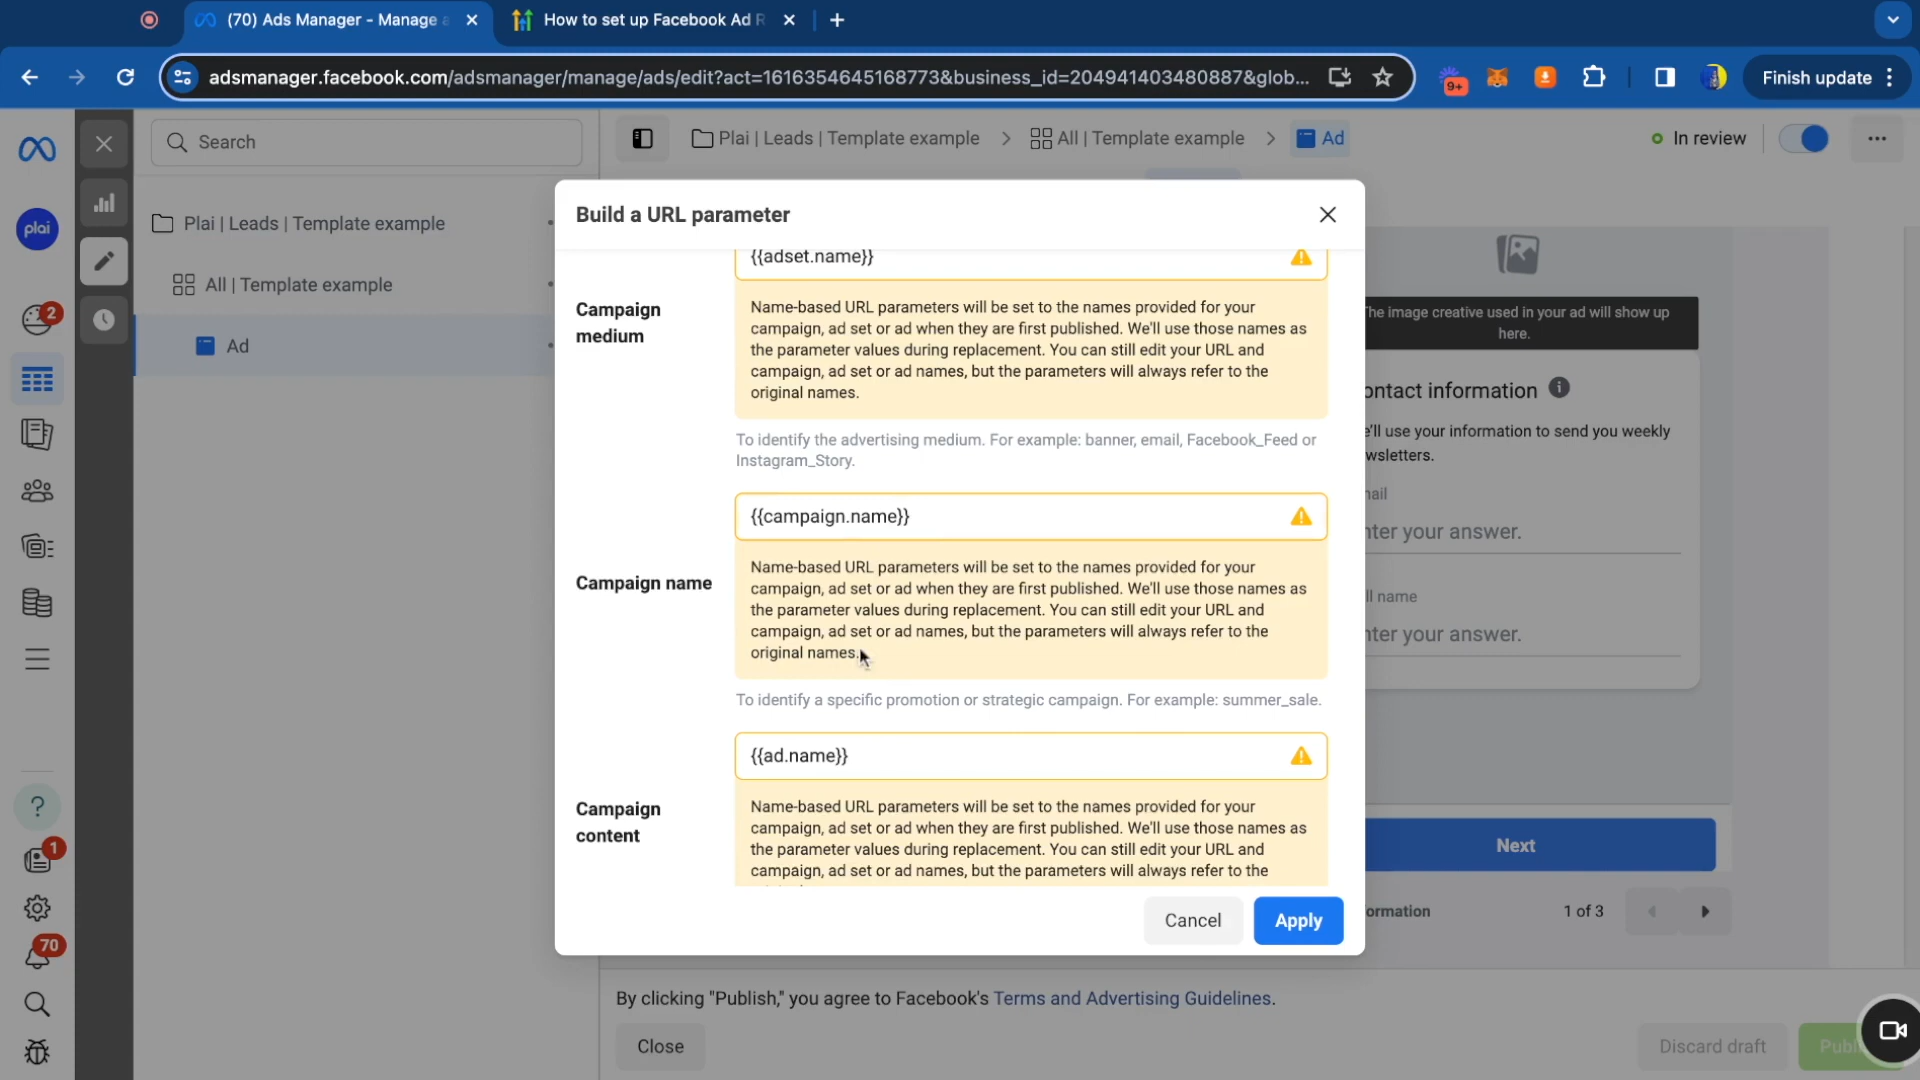 (70) Ads Manager - Manage a
How to set up Facebook Ad R
adsmanager.facebook.com/adsmanager/manage/ads/edit?act=1616354645168773&business_id=204941403480887&glob...
9+
Finish update
Search
Plai | Leads | Template example
All | Template example
Ad
In review
plai
Plai | Leads | Template example
All | Template example
Ad
2
1
70
Build a URL parameter
{{adset.name}}
Campaign medium
Name-based URL parameters will be set to the names provided for your
campaign, ad set or ad when they are first published. We'll use those names as
the parameter values during replacement. You can still edit your URL and
campaign, ad set or ad names, but the parameters will always refer to the
original names.
To identify the advertising medium. For example: banner, email, Facebook_Feed or
Instagram_Story.
{{campaign.name}}
Campaign name
Name-based URL parameters will be set to the names provided for your
campaign, ad set or ad when they are first published. We'll use those names as
the parameter values during replacement. You can still edit your URL and
campaign, ad set or ad names, but the parameters will always refer to the
original names.
To identify a specific promotion or strategic campaign. For example: summer_sale.
{{ad.name}}
Campaign content
Name-based URL parameters will be set to the names provided for your
campaign, ad set or ad when they are first published. We'll use those names as
the parameter values during replacement. You can still edit your URL and
campaign, ad set or ad names, but the parameters will always refer to the
Cancel
Apply
he image creative used in your ad will show up
here.
ontact information
e'll use your information to send you weekly
wsletters.
nail
nter your answer.
ll name
nter your answer.
Next
ormation
1 of 3
By clicking "Publish," you agree to Facebook's Terms and Advertising Guidelines.
Close
Discard draft
Publ